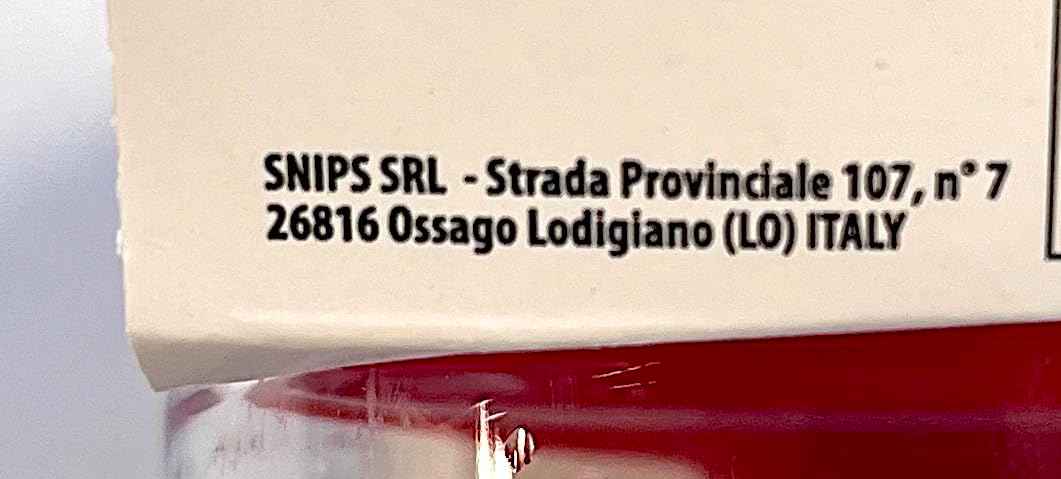 SNIPS SRL - Strada Provinciale 107, n° 7
26816 Ossago Lodigiano (LO) ITALY